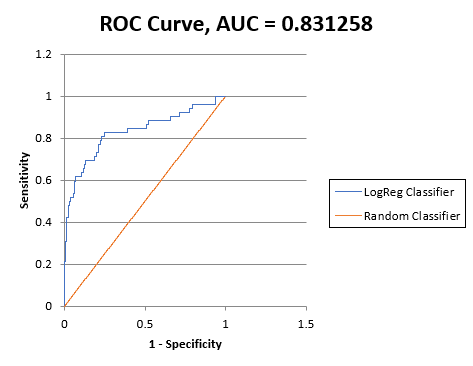 ROC Curve, AUC = 0.831258
1.2
1
0.8
0.6
0.4
0.2
0
Sensitivity
0
0.5
1
1.5
1 - Specificity
LogReg Classifier
Random Classifier